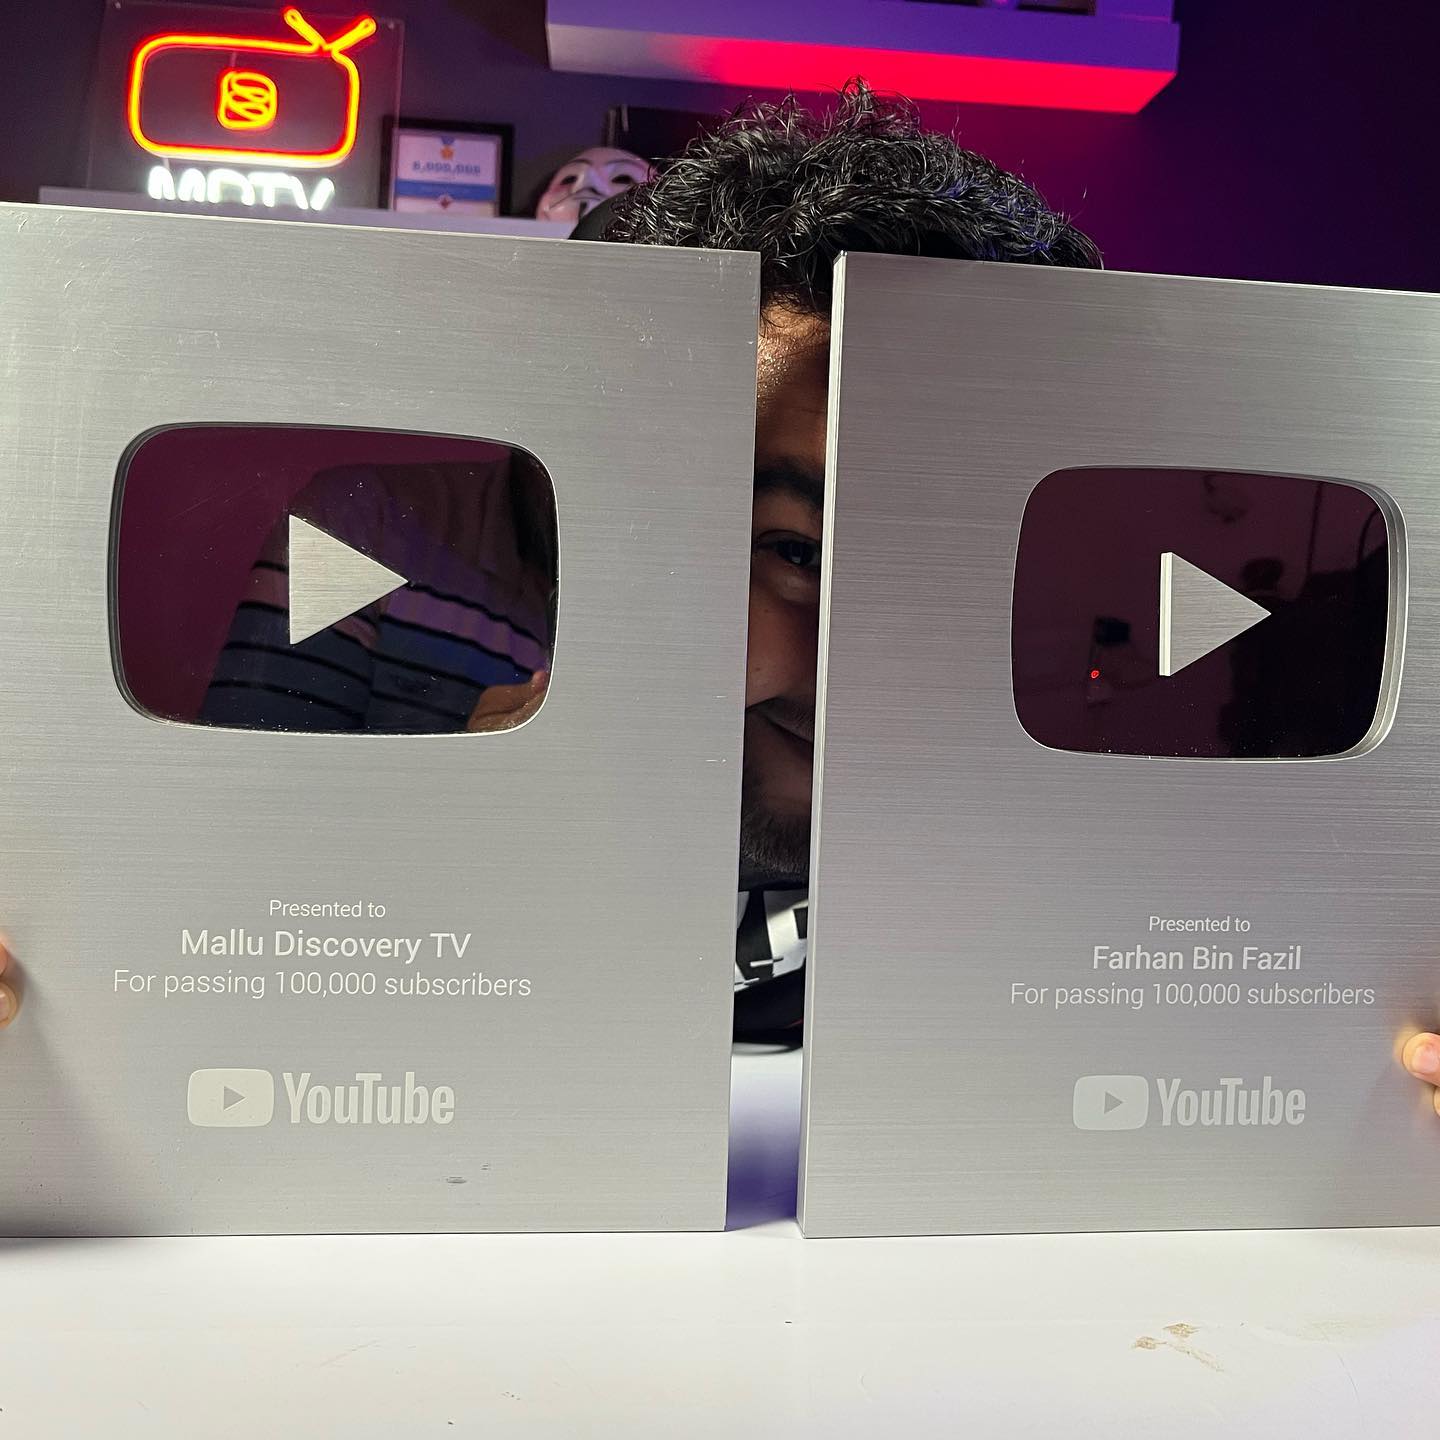 MDTV
Presented to
Mallu Discovery TV
For passing 100,000 subscribers
YouTube
Presented to
Farhan Bin Fazil
For passing 100,000 subscribers
YouTube